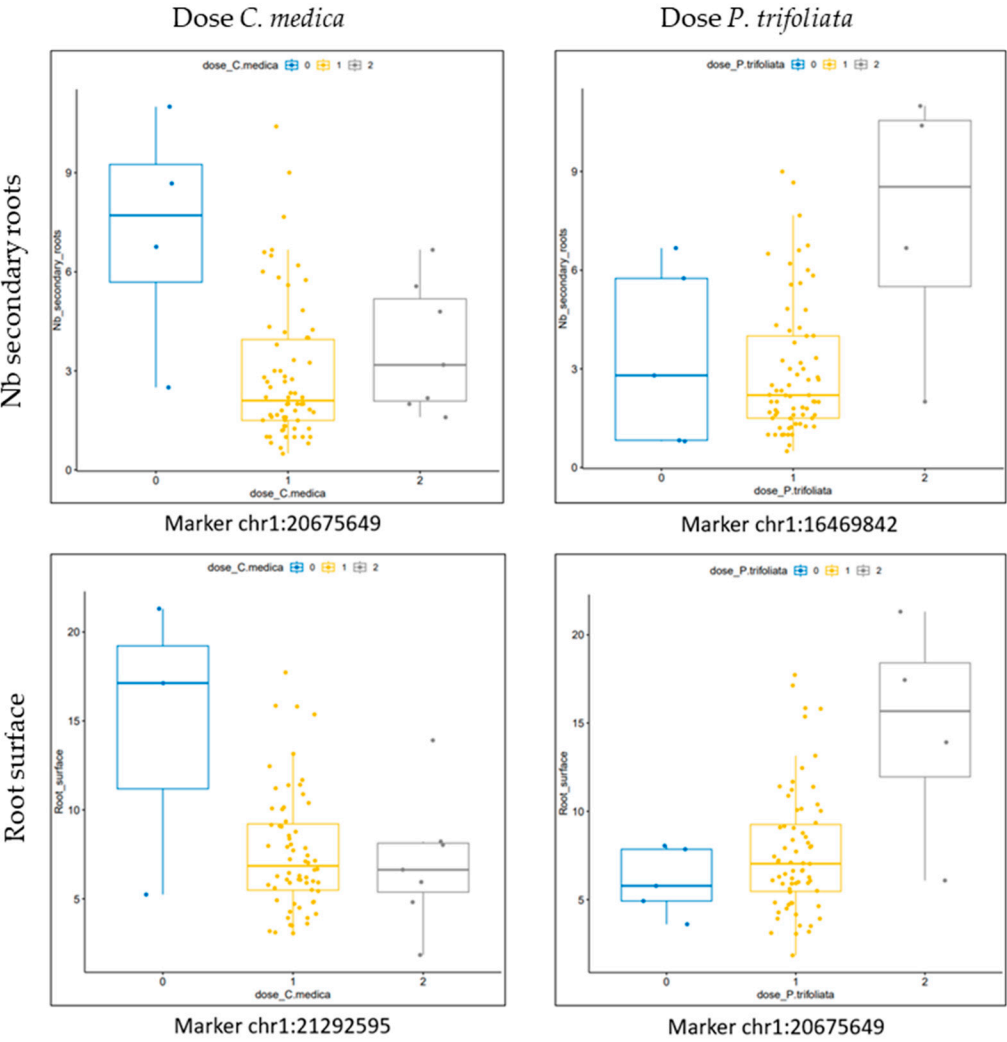 Dose C. medica
Dose P. trifoliata
Nb secondary roots
dose_C.medica 0 1 2
Nb_secondary_roots
9
6
3
0
0 1 2
dose_C.medica
Marker chr1:20675649
dose_P.trifoliata 0 1 2
Nb_secondary_roots
9
6
3
0
0 1 2
dose_P.trifoliata
Marker chr1:16469842
Root surface
dose_C.medica 0 1 2
Root_surface
20
15
10
5
0 1 2
dose_C.medica
Marker chr1:21292595
dose_P.trifoliata 0 1 2
Root_surface
20
15
10
5
0 1 2
dose_P.trifoliata
Marker chr1:20675649